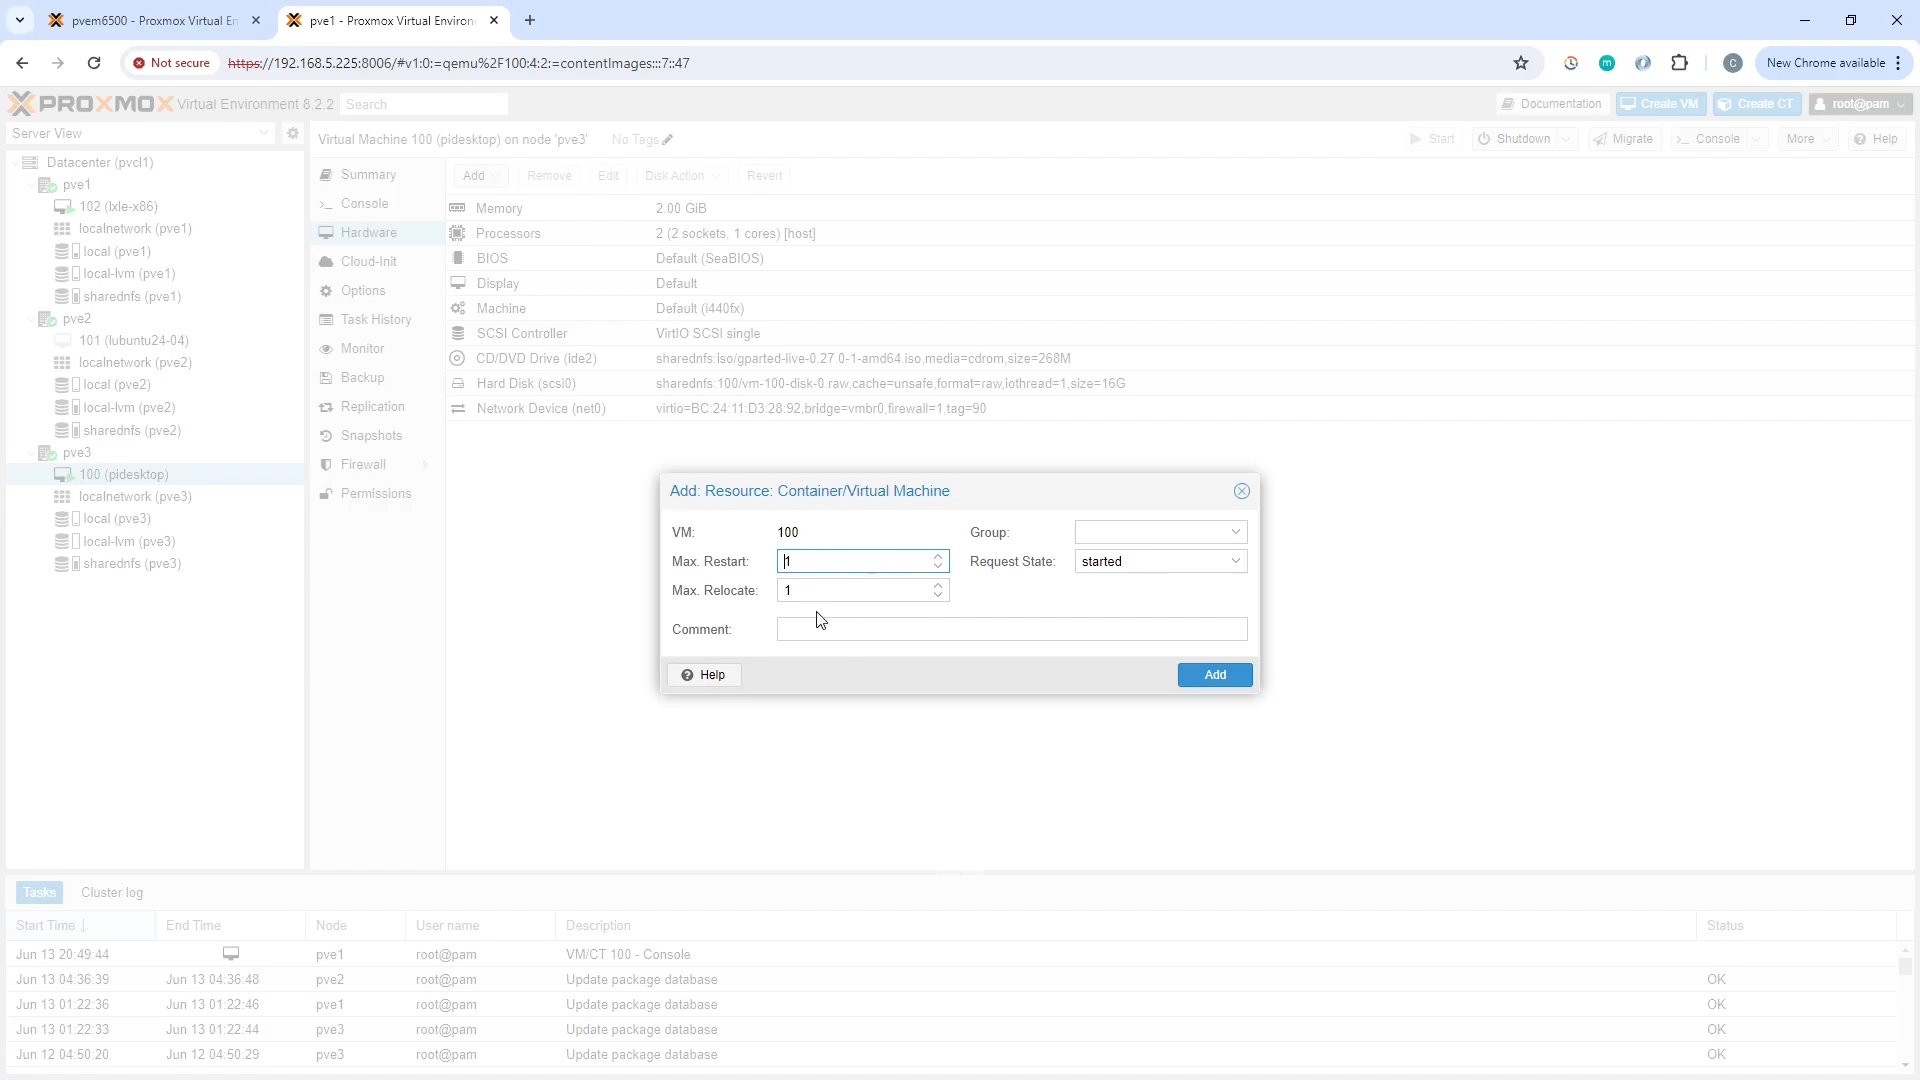 pvem6500 - Proxmox Virtual En
pve1 - Proxmox Virtual Environ
Not secure
https://192.168.5.225:8006/#v1:0:=qemu%2F100:4:2:=contentImages:::7::47
m
C
New Chrome available
PROXMOX Virtual Environment 8.2.2
Search
Documentation
Create VM
Create CT
root@pam
Server View
Virtual Machine 100 (pidesktop) on node 'pve3'
No Tags
Start
Shutdown
Migrate
Console
More
Help
Datacenter (pvcl1)
pve1
102 (lxle-x86)
localnetwork (pve1)
local (pve1)
local-lvm (pve1)
sharednfs (pve1)
pve2
101 (lubuntu24-04)
localnetwork (pve2)
local (pve2)
local-lvm (pve2)
sharednfs (pve2)
pve3
100 (pidesktop)
localnetwork (pve3)
local (pve3)
local-lvm (pve3)
sharednfs (pve3)
Summary
Console
Hardware
Cloud-Init
Options
Task History
Monitor
Backup
Replication
Snapshots
Firewall
Permissions
Add
Remove
Edit
Disk Action
Revert
Memory 2.00 GiB
Processors 2 (2 sockets, 1 cores) [host]
BIOS Default (SeaBIOS)
Display Default
Machine Default (i440fx)
SCSI Controller VirtIO SCSI single
CD/DVD Drive (ide2) sharednfs:iso/gparted-live-0.27.0-1-amd64.iso,media=cdrom,size=268M
Hard Disk (scsi0) sharednfs:100/vm-100-disk-0.raw,cache=unsafe,format=raw,iothread=1,size=16G
Network Device (net0) virtio=BC:24:11:D3:28:92,bridge=vmbr0,firewall=1,tag=90
Add: Resource: Container/Virtual Machine
VM: 100 Group:
Max. Restart: 1 Request State: started
Max. Relocate: 1
Comment:
Help
Add
Tasks
Cluster log
Start Time End Time Node User name Description Status
Jun 13 20:49:44 pve1 root@pam VM/CT 100 - Console
Jun 13 04:36:39 Jun 13 04:36:48 pve2 root@pam Update package database OK
Jun 13 01:22:36 Jun 13 01:22:46 pve1 root@pam Update package database OK
Jun 13 01:22:33 Jun 13 01:22:44 pve3 root@pam Update package database OK
Jun 12 04:50:20 Jun 12 04:50:29 pve3 root@pam Update package database OK